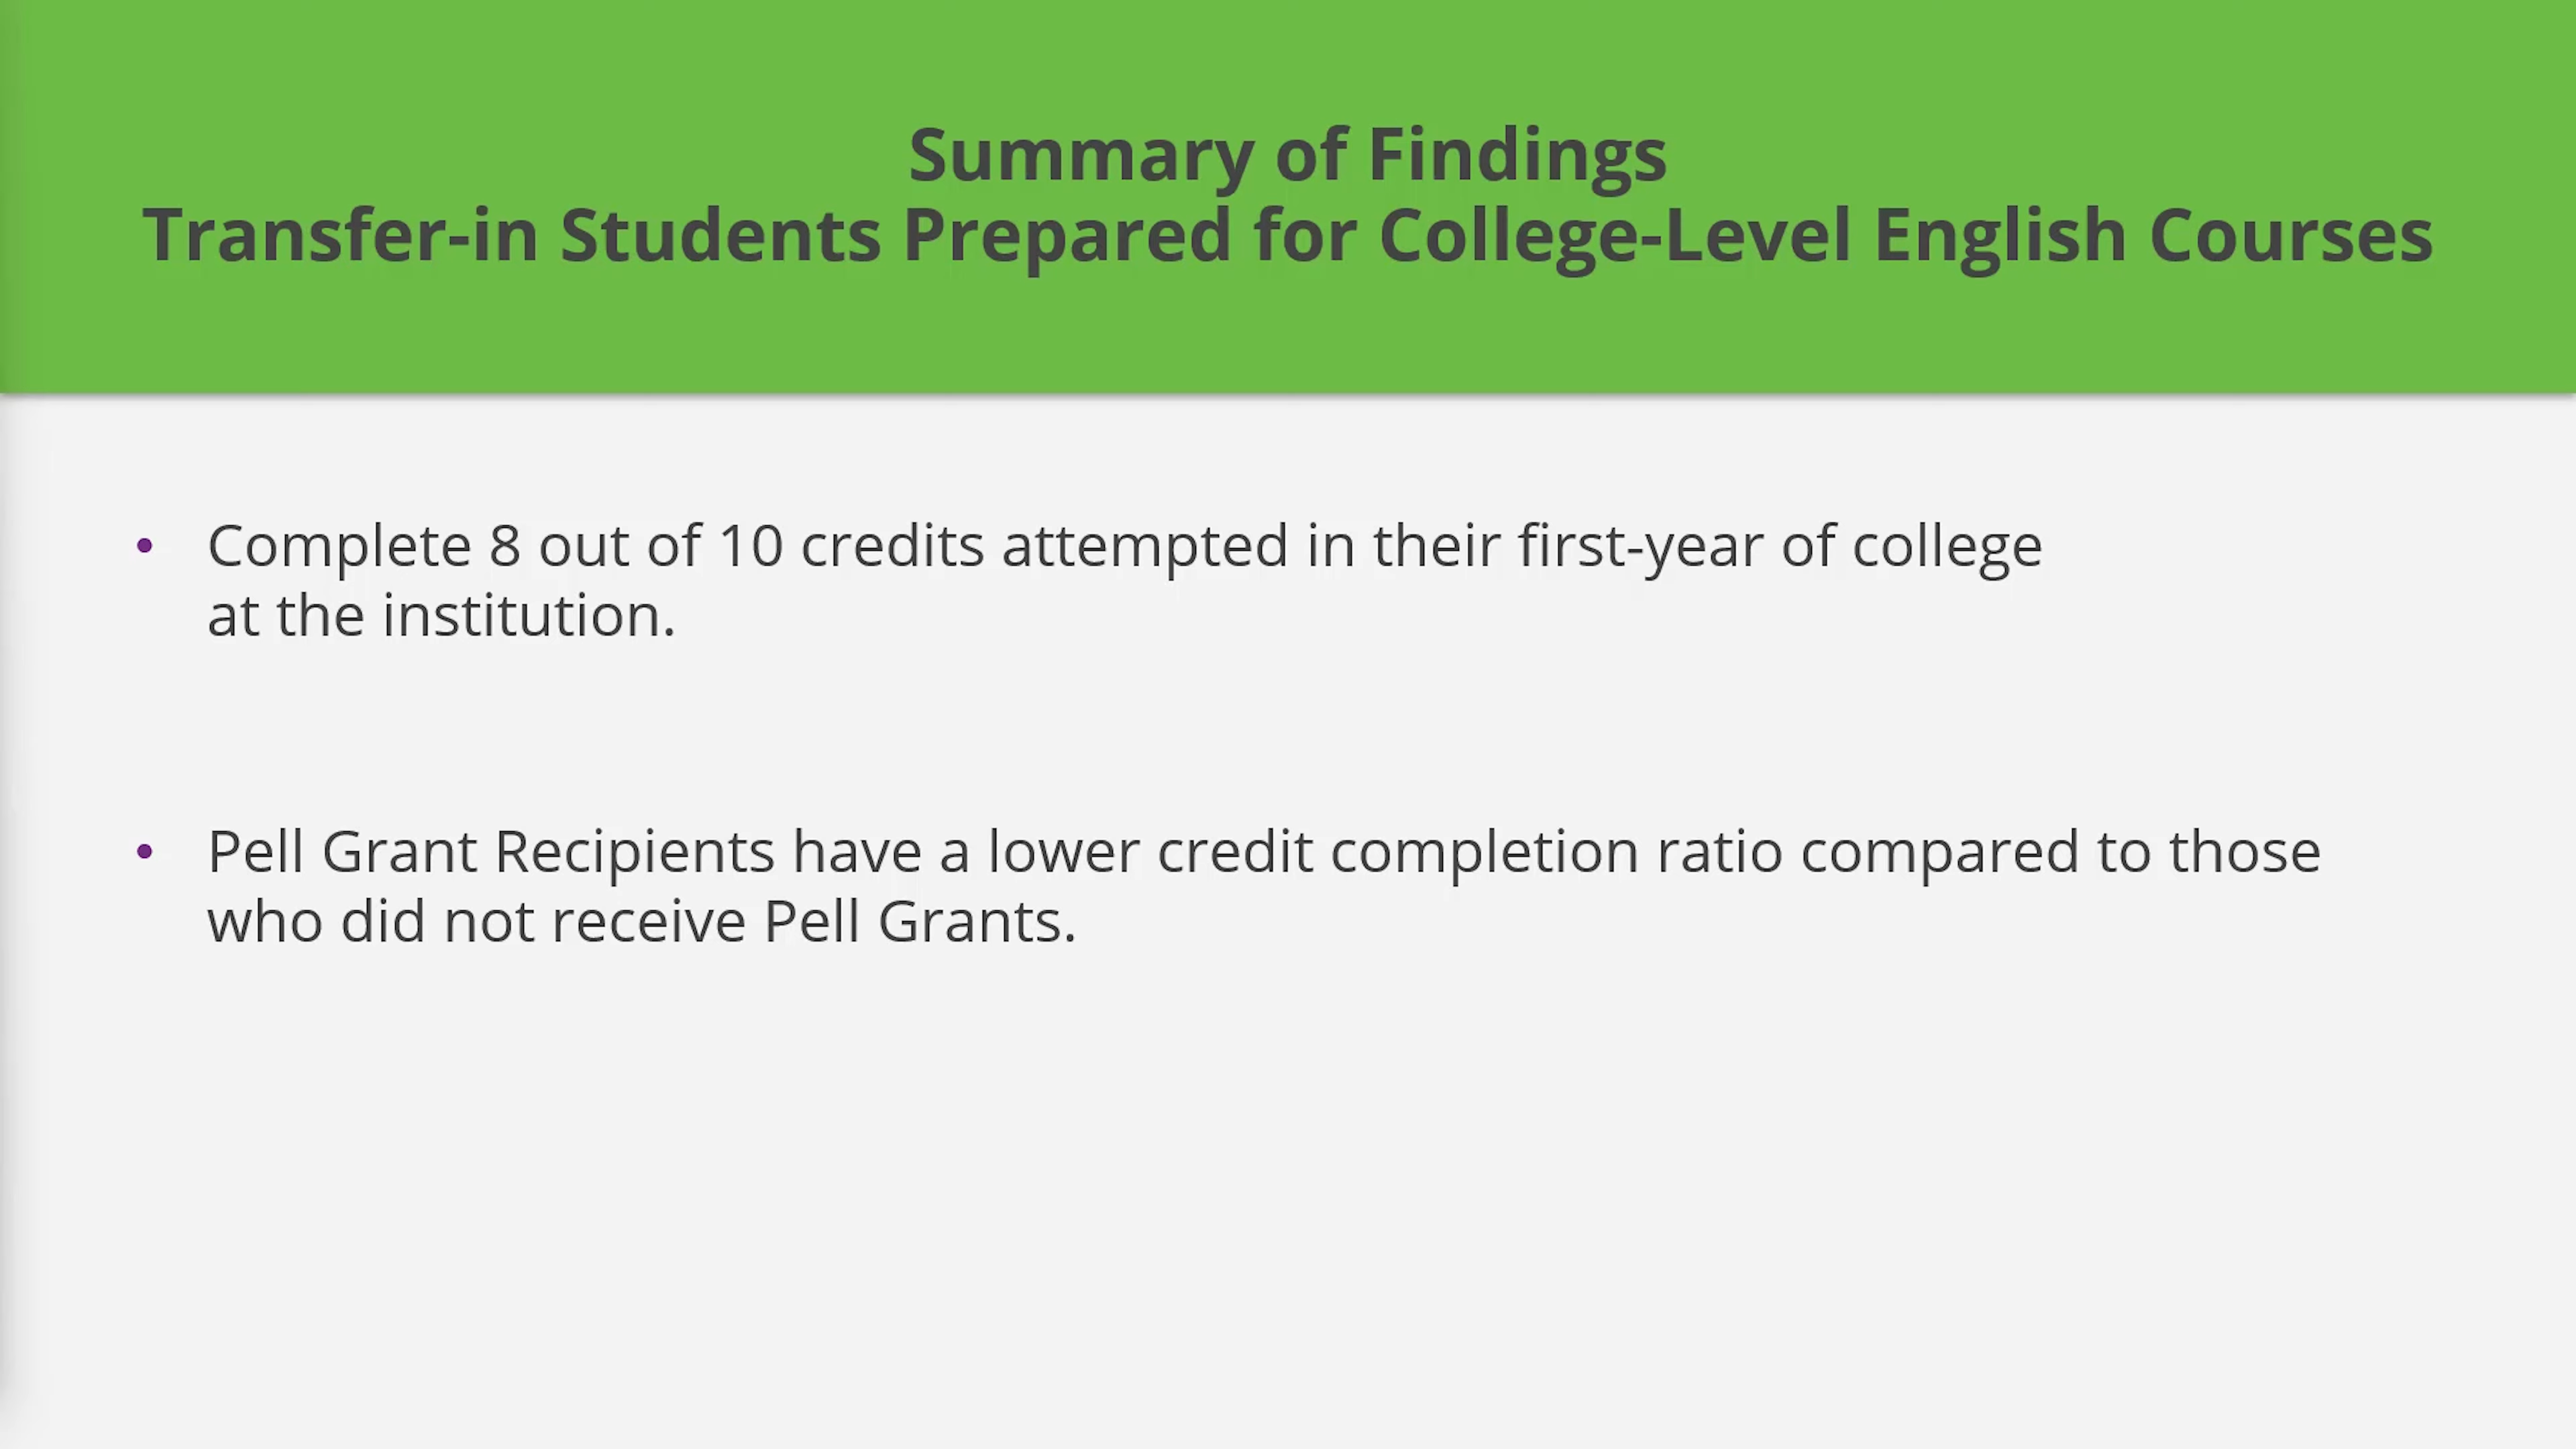 Summary of Findings
Transfer-in Students Prepared for College-Level English Courses
• Complete 8 out of 10 credits attempted in their first-year of college
at the institution.
• Pell Grant Recipients have a lower credit completion ratio compared to those
who did not receive Pell Grants.